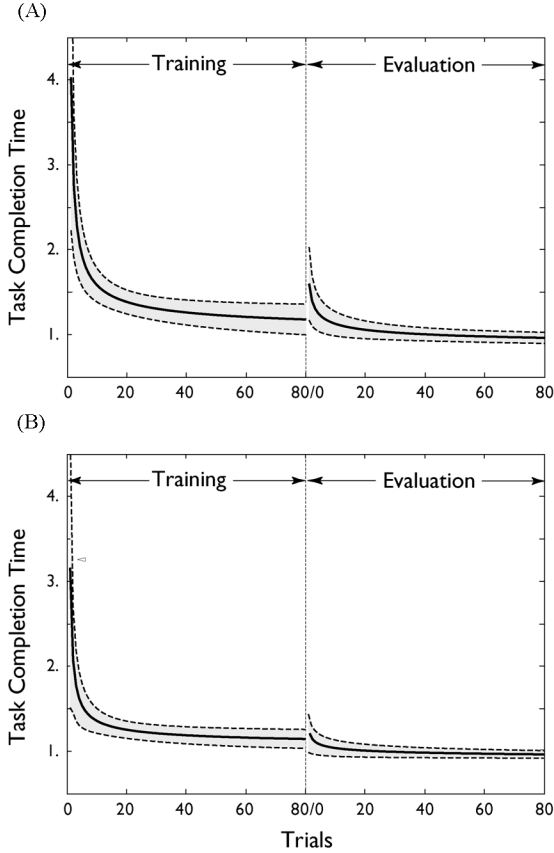 (A)
Training Evaluation
4.
3.
2.
1.
Task Completion Time
0 20 40 60 80/0 20 40 60 80
(B)
Training Evaluation
4.
3.
2.
1.
Task Completion Time
0 20 40 60 80/0 20 40 60 80
Trials